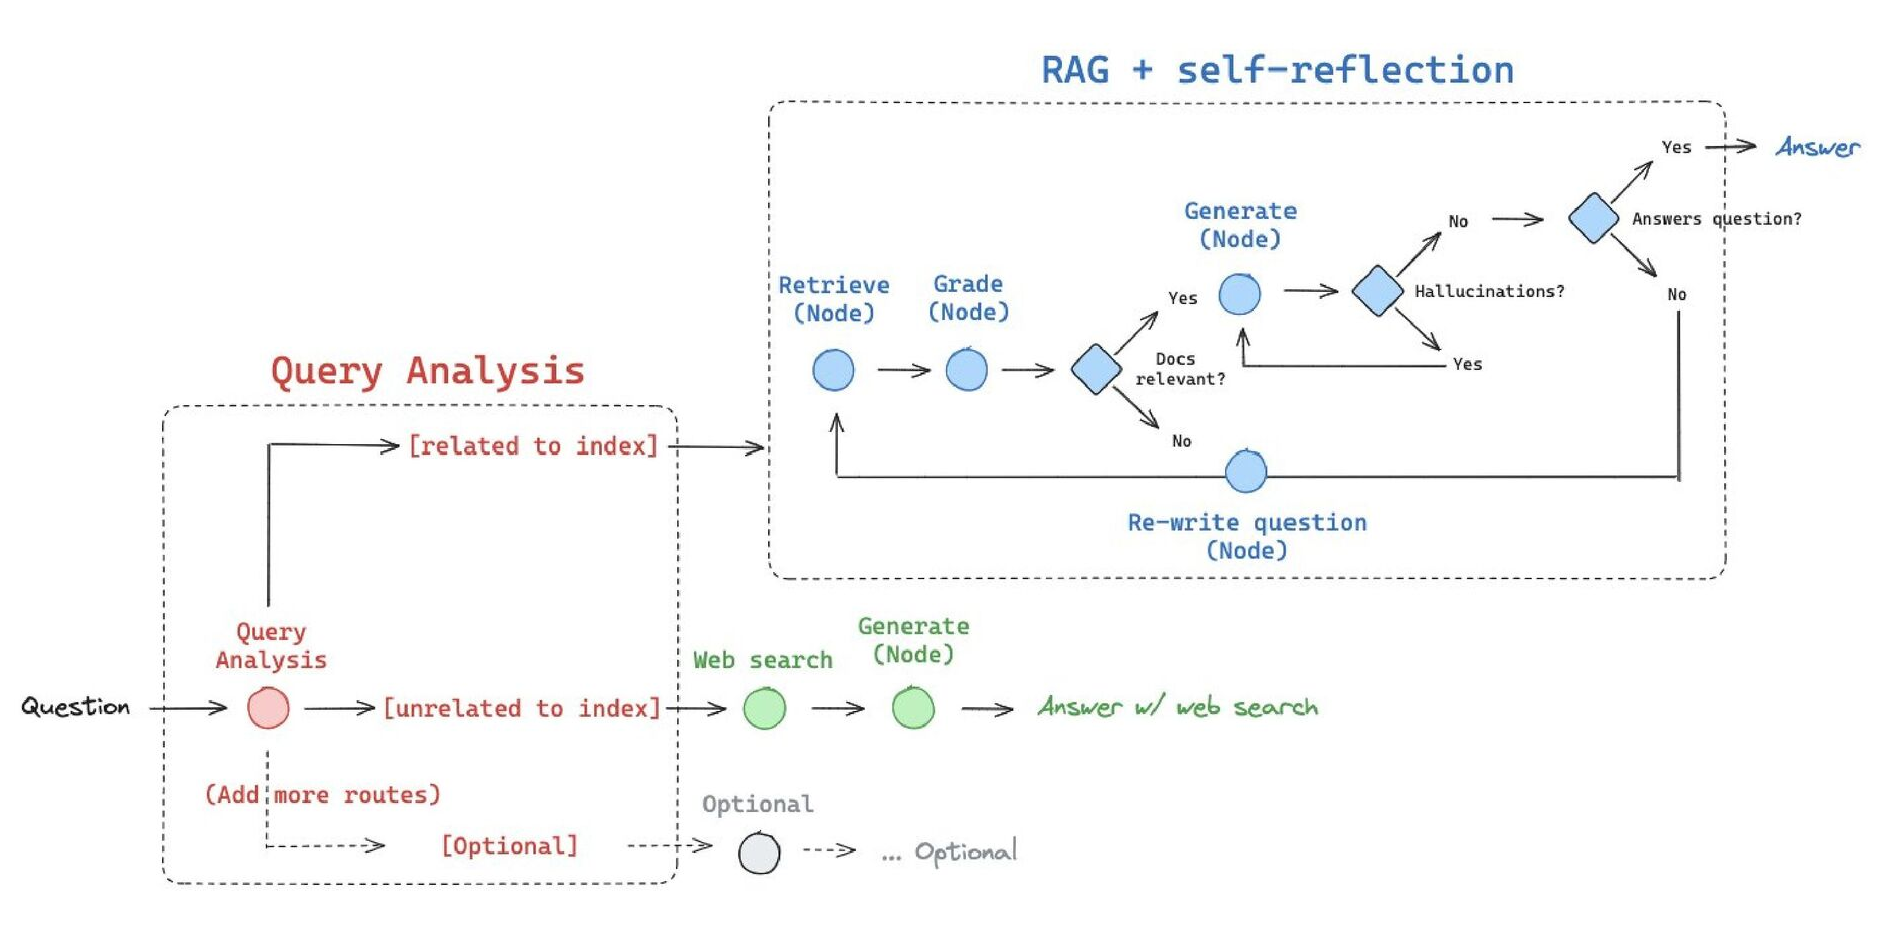 RAG + self-reflection
Yes
Answer
Answers question?
No
Generate
(Node)
No
Hallucinations?
Yes
Retrieve
(Node)
Grade
(Node)
Yes
Docs
relevant?
No
Re-write question
(Node)
Query Analysis
[related to index]
Query
Analysis
Question
[unrelated to index]
Web search
Generate
(Node)
Answer w/ web search
(Add more routes)
[Optional]
Optional
... Optional